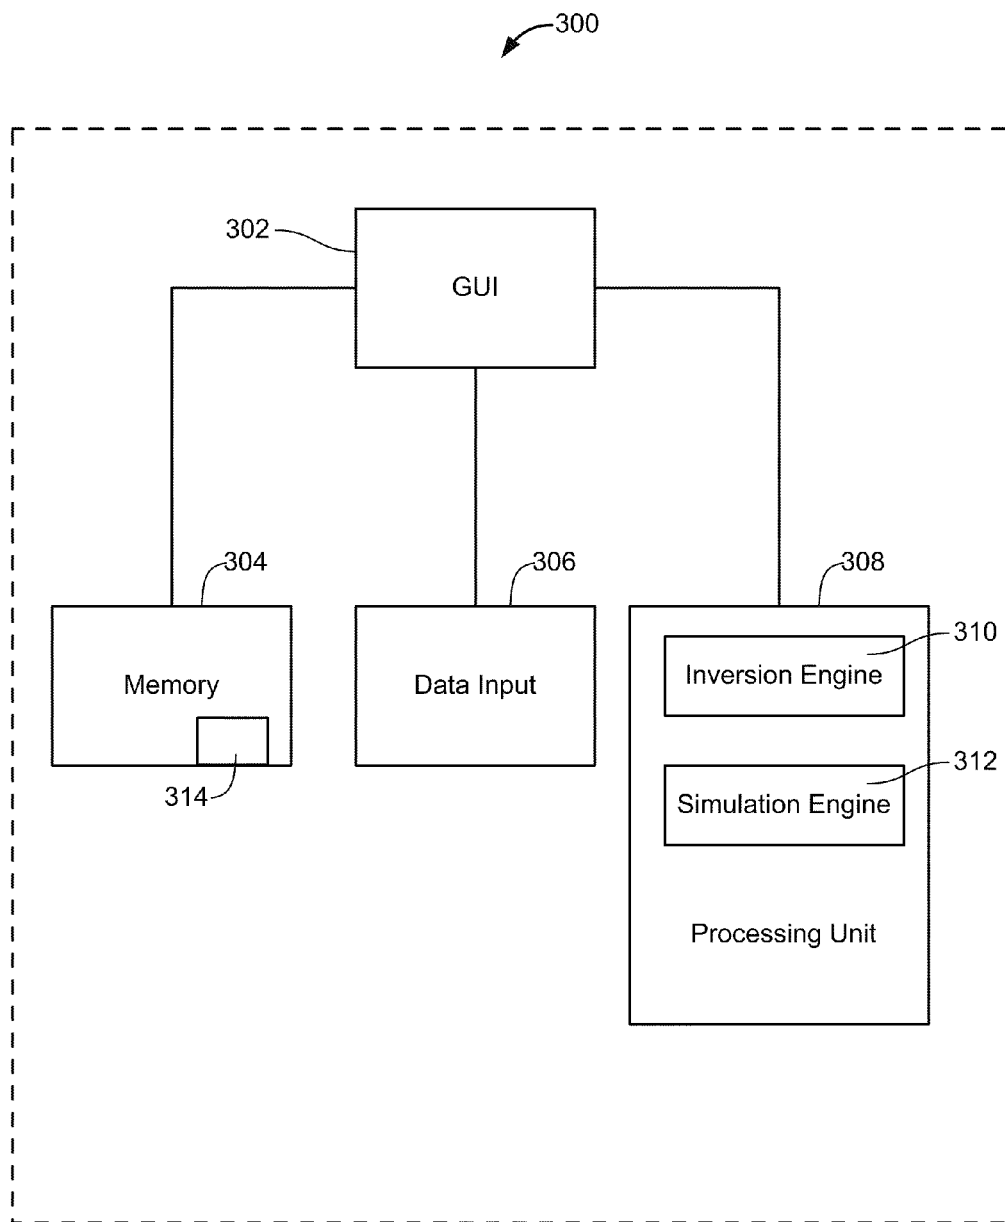 300
302
GUI
304
306
308
310
Memory
Data Input
Inversion Engine
312
314
Simulation Engine
Processing Unit